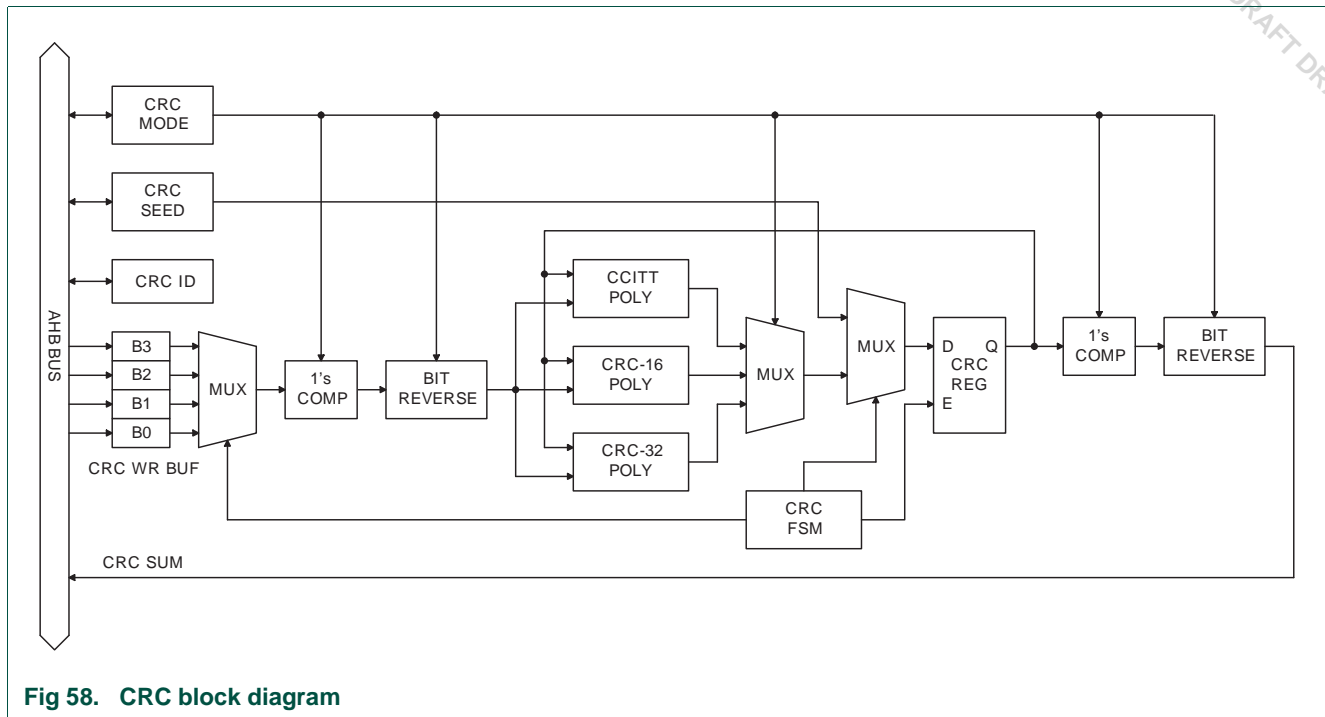 DRAFT DR
CRC
MODE
CRC
SEED
CRC ID
AHB BUS
B3
B2
B1
B0
CRC WR BUF
MUX
1's
COMP
BIT
REVERSE
CCITT
POLY
CRC-16
POLY
CRC-32
POLY
MUX
MUX
D Q
CRC
REG
E
1's
COMP
BIT
REVERSE
CRC
FSM
CRC SUM
Fig 58. CRC block diagram